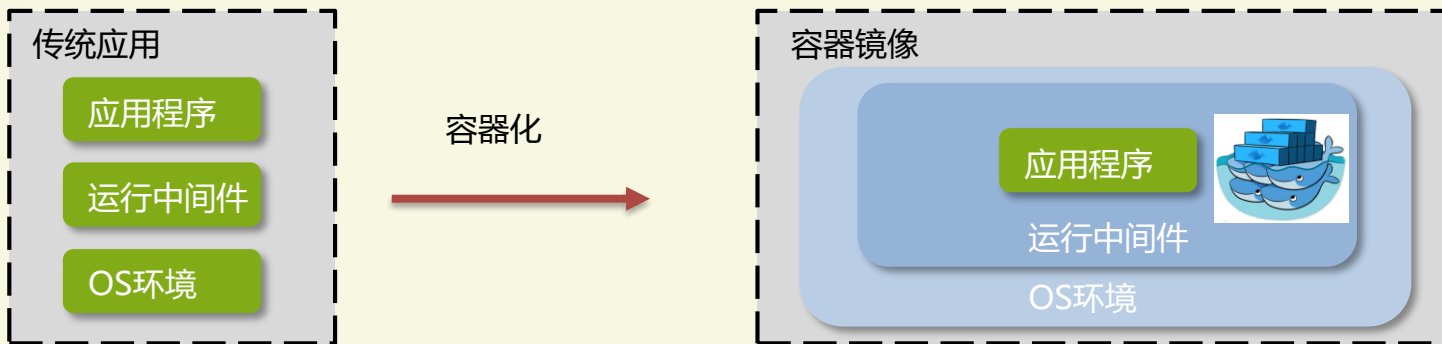 传统应用
应用程序
运行中间件
OS环境
容器化
容器镜像
应用程序
运行中间件
OS环境